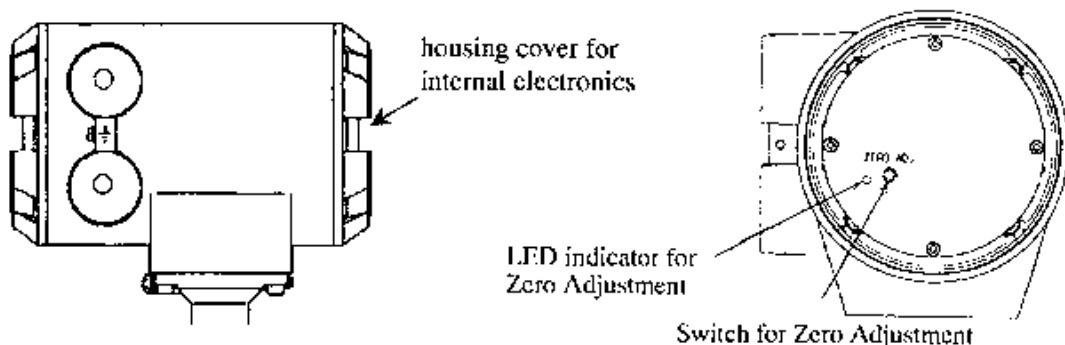 housing cover for
internal electronics
ZERO ADJ.
LED indicator for
Zero Adjustment
Switch for Zero Adjustment